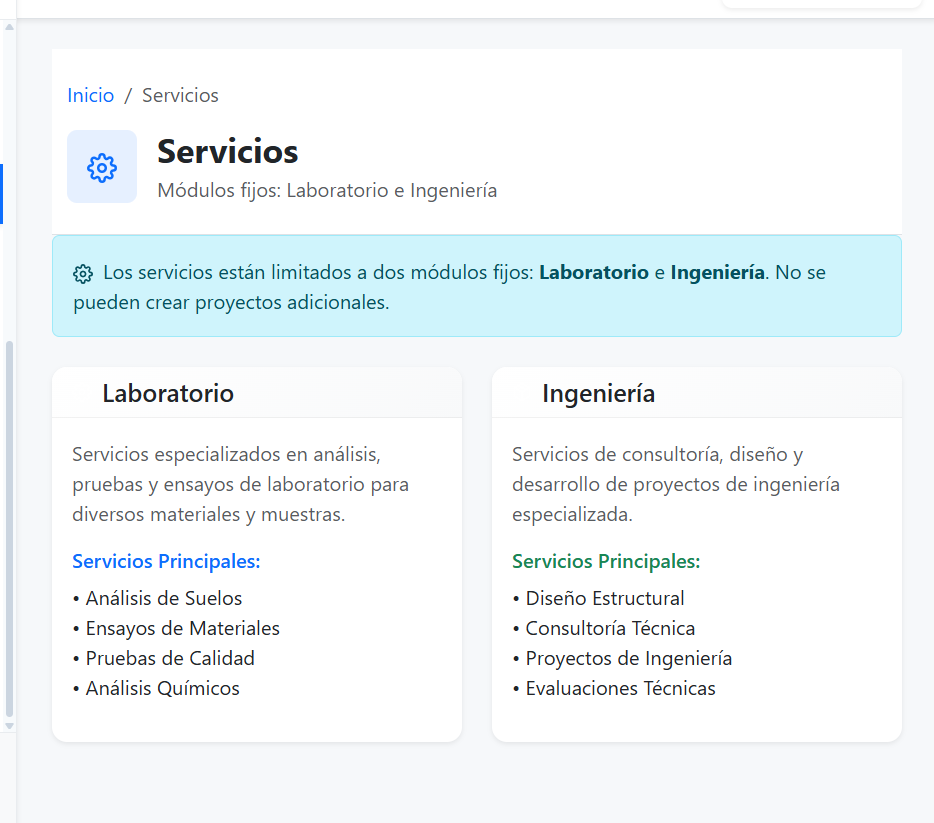 Inicio / Servicios
Servicios
Módulos fijos: Laboratorio e Ingeniería
Los servicios están limitados a dos módulos fijos: Laboratorio e Ingeniería. No se
pueden crear proyectos adicionales.
Laboratorio
Servicios especializados en análisis,
pruebas y ensayos de laboratorio para
diversos materiales y muestras.
Servicios Principales:
• Análisis de Suelos
• Ensayos de Materiales
• Pruebas de Calidad
• Análisis Químicos
Ingeniería
Servicios de consultoría, diseño y
desarrollo de proyectos de ingeniería
especializada.
Servicios Principales:
• Diseño Estructural
• Consultoría Técnica
• Proyectos de Ingeniería
• Evaluaciones Técnicas